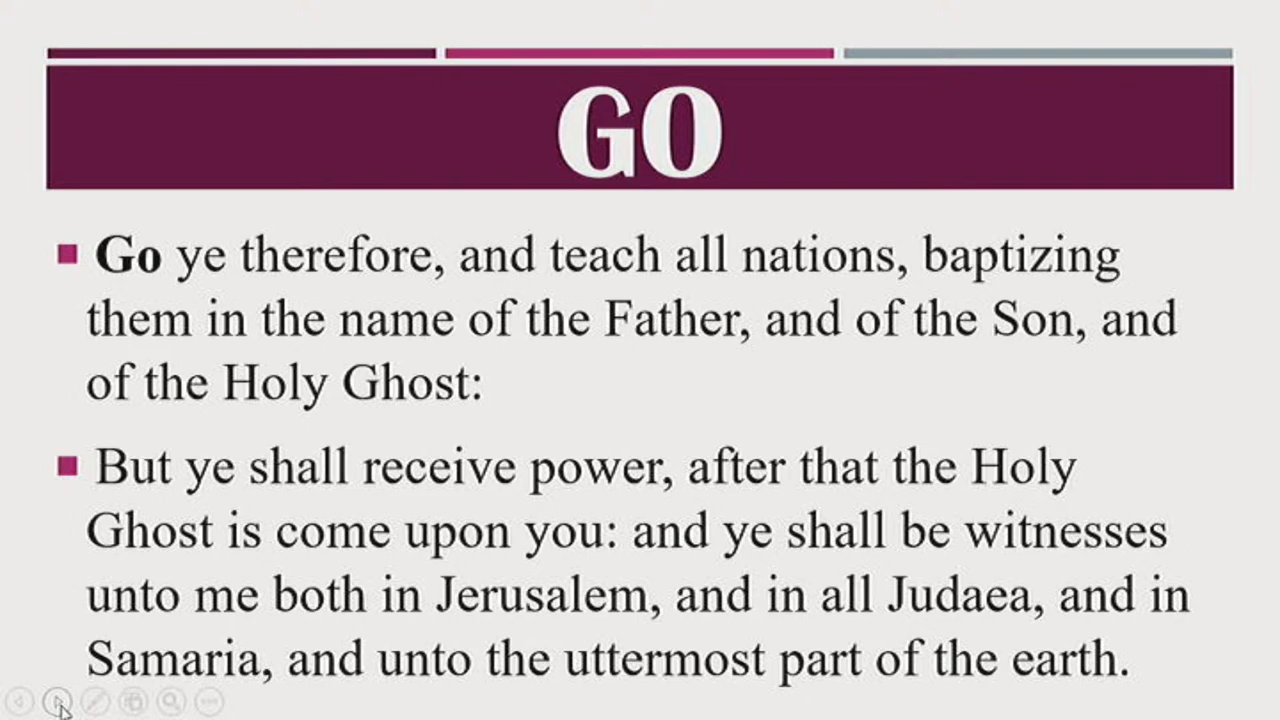 GO
Go ye therefore, and teach all nations, baptizing
them in the name of the Father, and of the Son, and
of the Holy Ghost:
But ye shall receive power, after that the Holy
Ghost is come upon you: and ye shall be witnesses
unto me both in Jerusalem, and in all Judaea, and in
Samaria, and unto the uttermost part of the earth.